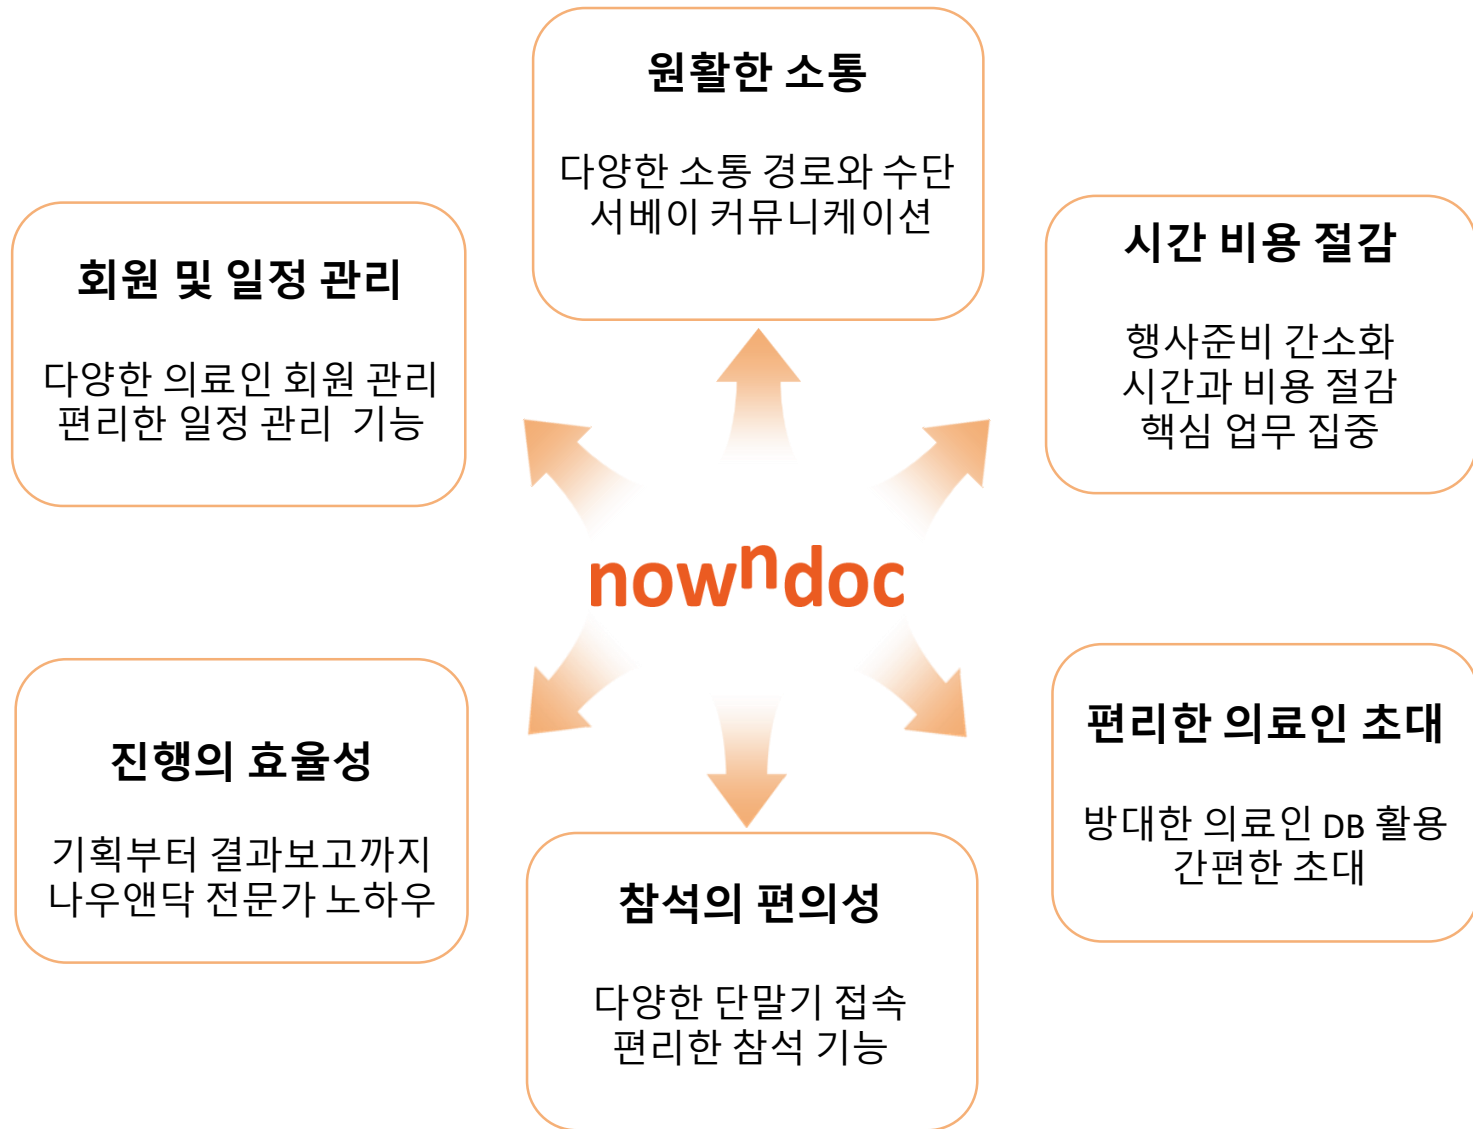 원활한 소통
다양한 소통 경로와 수단
서베이 커뮤니케이션
회원 및 일정 관리
다양한 의료인 회원 관리
편리한 일정 관리 기능
시간 비용 절감
행사준비 간소화
시간과 비용 절감
핵심 업무 집중
nowndoc
진행의 효율성
기획부터 결과보고까지
나우앤닥 전문가 노하우
참석의 편의성
다양한 단말기 접속
편리한 참석 기능
편리한 의료인 초대
방대한 의료인 DB 활용
간편한 초대